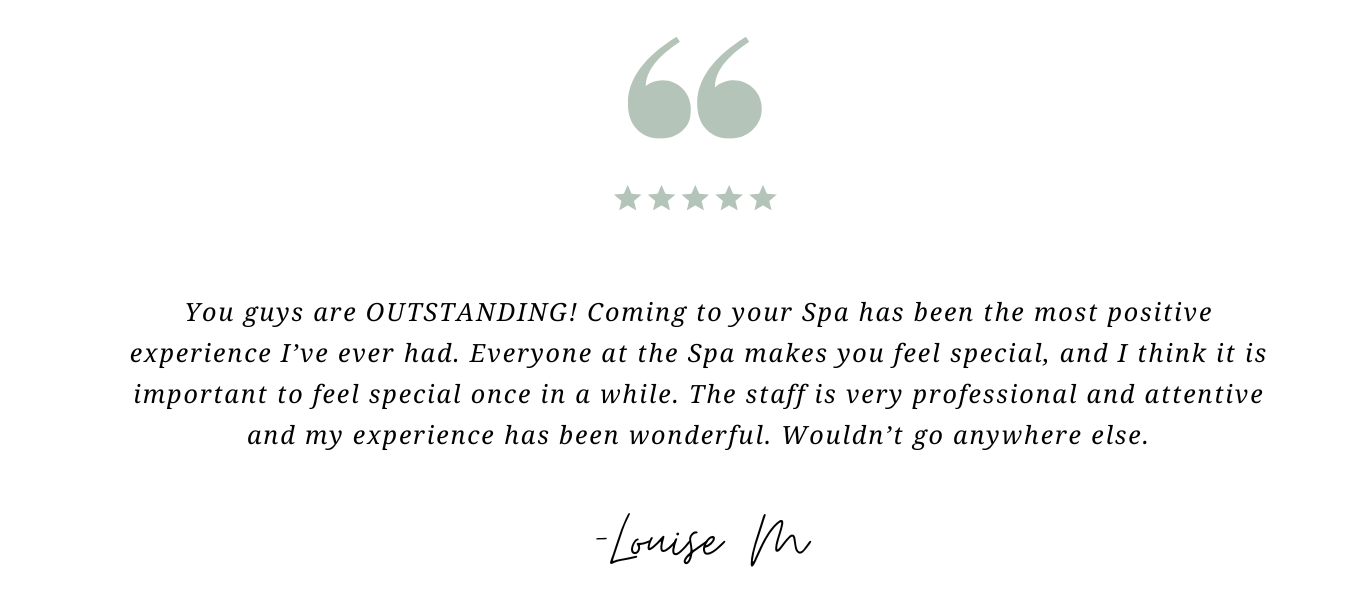 You guys are OUTSTANDING! Coming to your Spa has been the most positive
experience I’ve ever had. Everyone at the Spa makes you feel special, and I think it is
important to feel special once in a while. The staff is very professional and attentive
and my experience has been wonderful. Wouldn’t go anywhere else.
-Louise M